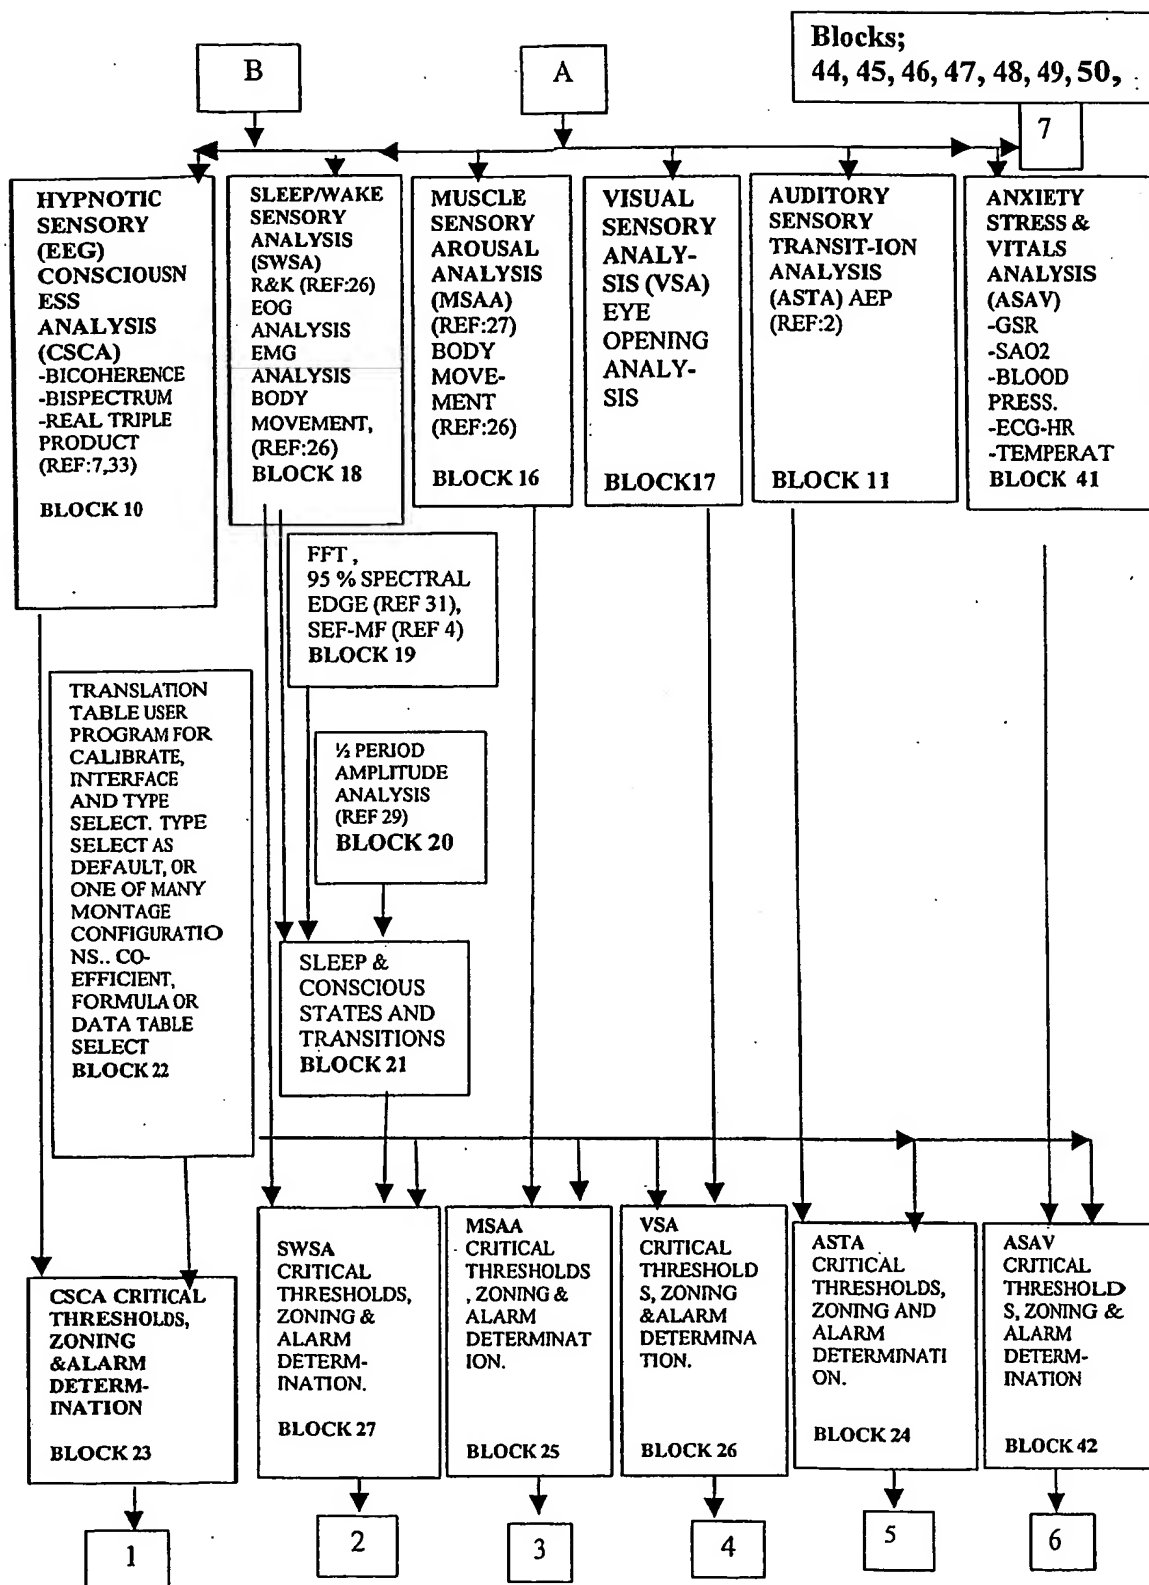 B
A
Blocks;
44, 45, 46, 47, 48, 49, 50,
7
HYPNOTIC
SENSORY
(EEG)
CONSCIOUSN
ESS
ANALYSIS
(CSCA)
-BICOHERENCE
-BISPECTRUM
-REAL TRIPLE
PRODUCT
(REF:7,33)
BLOCK 10
SLEEP/WAKE
SENSORY
ANALYSIS
(SWSA)
R&K (REF:26)
EOG
ANALYSIS
EMG
ANALYSIS
BODY
MOVEMENT,
(REF:26)
BLOCK 18
MUSCLE
SENSORY
AROUSAL
ANALYSIS
(MSAA)
(REF:27)
BODY
MOVE-
MENT
(REF:26)
BLOCK 16
VISUAL
SENSORY
ANALY-
SIS (VSA)
EYE
OPENING
ANALY-
SIS
BLOCK17
AUDITORY
SENSORY
TRANSIT-ION
ANALYSIS
(ASTA) AEP
(REF:2)
BLOCK 11
ANXIETY
STRESS &
VITALS
ANALYSIS
(ASAV)
-GSR
-SAO2
-BLOOD
PRESS.
-ECG-HR
-TEMPERAT
BLOCK 41
FFT ,
95 % SPECTRAL
EDGE (REF 31),
SEF-MF (REF 4)
BLOCK 19
TRANSLATION
TABLE USER
PROGRAM FOR
CALIBRATE,
INTERFACE
AND TYPE
SELECT. TYPE
SELECT AS
DEFAULT, OR
ONE OF MANY
MONTAGE
CONFIGURATIO
NS.. CO-
EFFICIENT,
FORMULA OR
DATA TABLE
SELECT
BLOCK 22
½ PERIOD
AMPLITUDE
ANALYSIS
(REF 29)
BLOCK 20
SLEEP &
CONSCIOUS
STATES AND
TRANSITIONS
BLOCK 21
CSCA CRITICAL
THRESHOLDS,
ZONING
&ALARM
DETERM-
INATION
BLOCK 23
SWSA
CRITICAL
THRESHOLDS,
ZONING &
ALARM
DETERM-
INATION.
BLOCK 27
MSAA
CRITICAL
THRESHOLDS
, ZONING &
ALARM
DETERMINAT
ION.
BLOCK 25
VSA
CRITICAL
THRESHOLD
S, ZONING
&ALARM
DETERMINA
TION.
BLOCK 26
ASTA
CRITICAL
THRESHOLDS,
ZONING AND
ALARM
DETERMINATI
ON.
BLOCK 24
ASAV
CRITICAL
THRESHOLD
S, ZONING &
ALARM
DETERM-
INATION
BLOCK 42
1
2
3
4
5
6